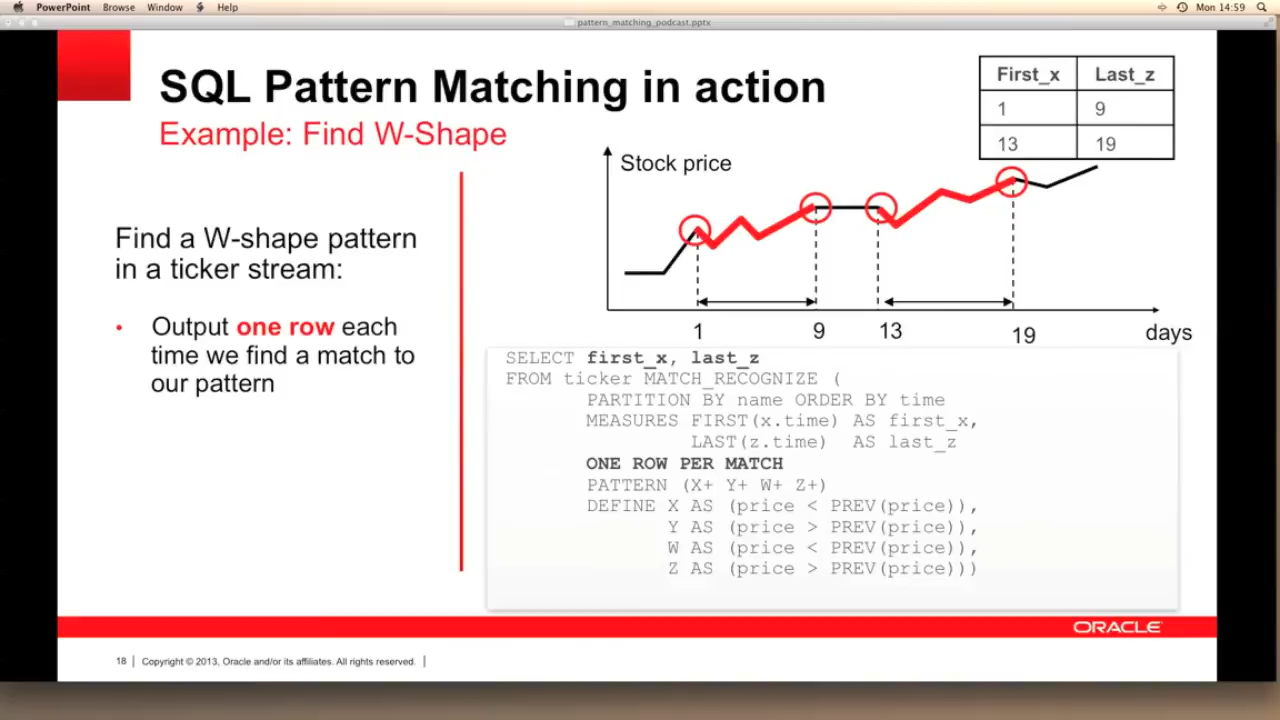 PowerPoint Browse Window Help Mon 14:59
pattern_matching_podcast.pptx
SQL Pattern Matching in action
Example: Find W-Shape
First_x Last_z
1 9
13 19
Stock price
Find a W-shape pattern
in a ticker stream:
• Output one row each
time we find a match to
our pattern
1 9 13 19 days
SELECT first_x, last_z
FROM ticker MATCH_RECOGNIZE (
PARTITION BY name ORDER BY time
MEASURES FIRST(x.time) AS first_x,
LAST(z.time) AS last_z
ONE ROW PER MATCH
PATTERN (X+ Y+ W+ Z+)
DEFINE X AS (price < PREV(price)),
Y AS (price > PREV(price)),
W AS (price < PREV(price)),
Z AS (price > PREV(price)))
ORACLE
18 | Copyright © 2013, Oracle and/or its affiliates. All rights reserved. |